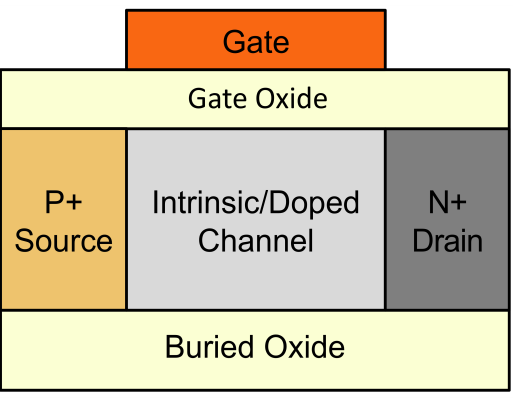 Gate
Gate Oxide
P+
Source
Intrinsic/Doped
Channel
N+
Drain
Buried Oxide